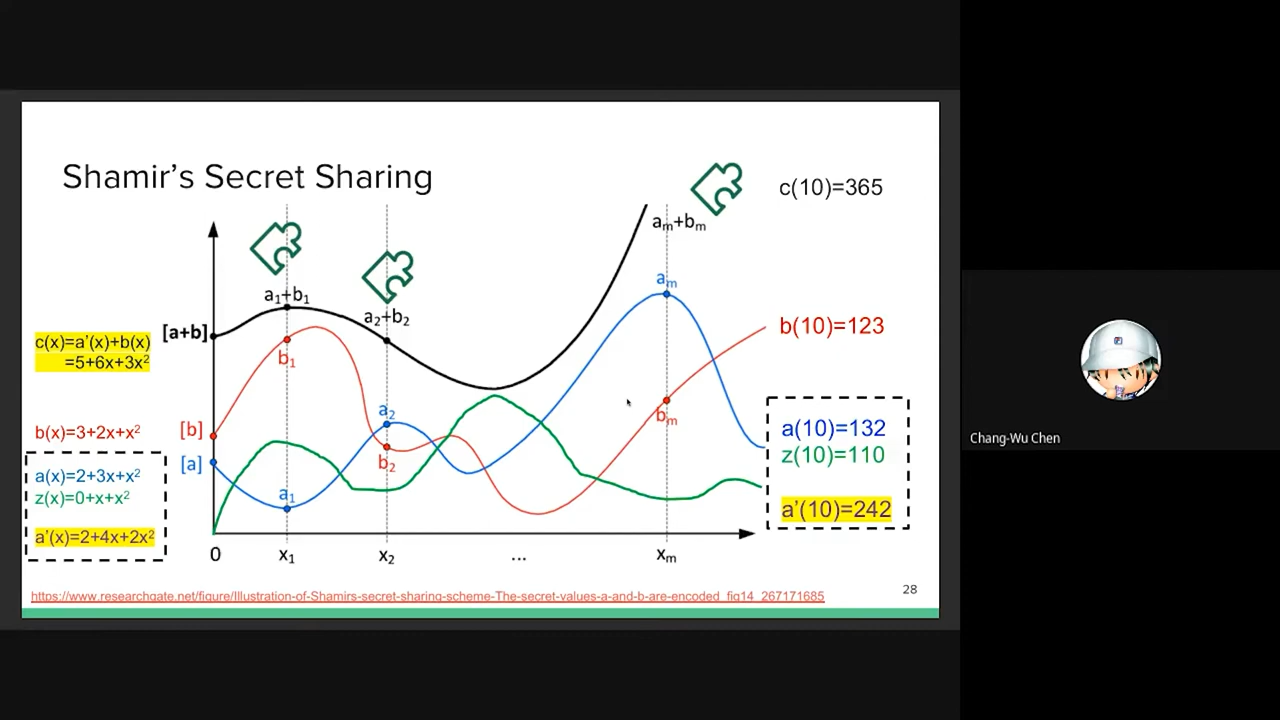 Shamir's Secret Sharing
c(10)=365
aₘ+bₘ
a₁+b₁
a₂+b₂
[a+b]
c(x)=a'(x)+b(x)
=5+6x+3x²
aₘ
b(10)=123
b₁
a₂
bₘ
[b]
b(x)=3+2x+x²
a(10)=132
z(10)=110
b₂
[a]
a(x)=2+3x+x²
z(x)=0+x+x²
a₁
a'(10)=242
a'(x)=2+4x+2x²
0
x₁
x₂
...
xₘ
https://www.researchgate.net/figure/Illustration-of-Shamirs-secret-sharing-scheme-The-secret-values-a-and-b-are-encoded_fig14_267171685
28
Chang-Wu Chen